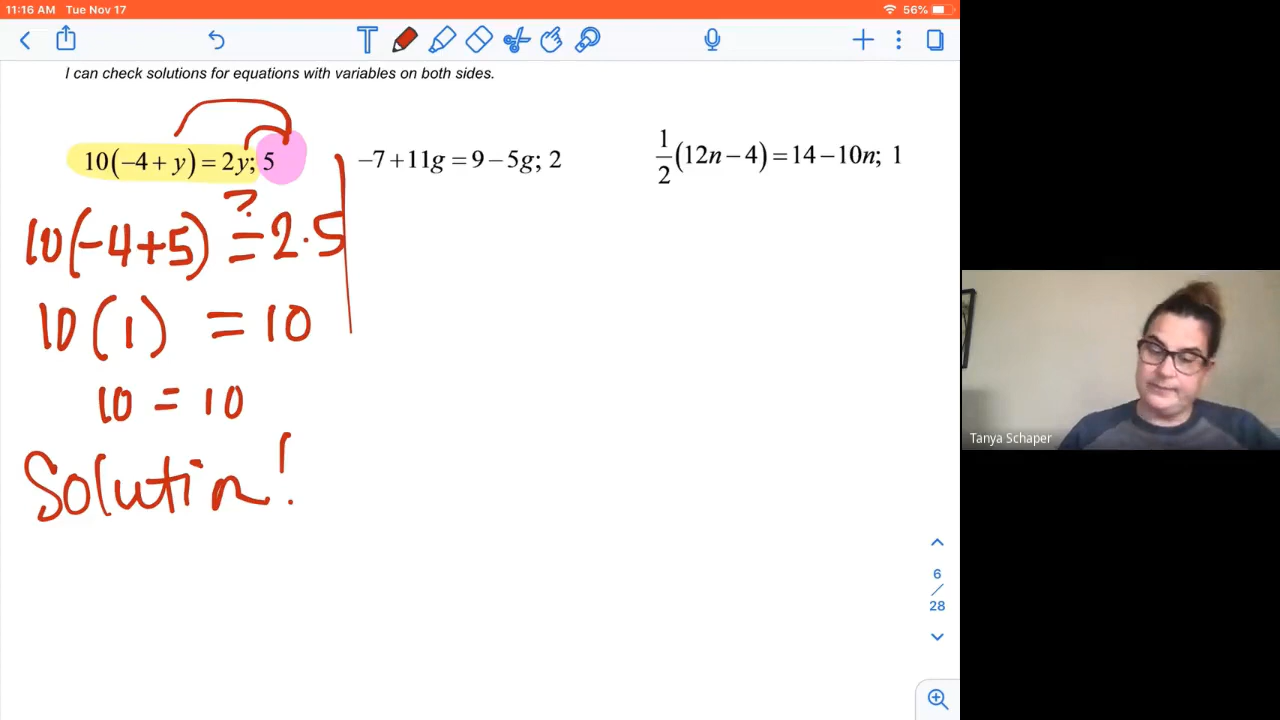 11:16 AM Tue Nov 17
56%
I can check solutions for equations with variables on both sides.
10(−4 + y) = 2y; 5
−7 + 11g = 9 − 5g; 2
1/2(12n − 4) = 14 − 10n; 1
?
10(-4+5) = 2·5
10(1) = 10
10 = 10
Solution!
Tanya Schaper
6
/
28